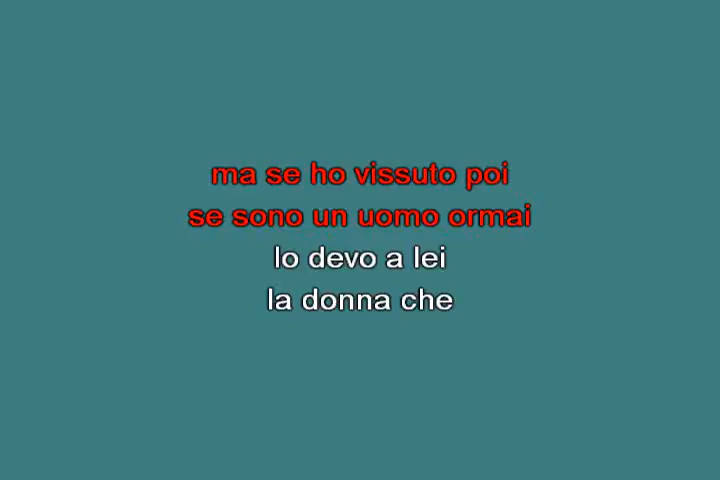 ma se ho vissuto poi
se sono un uomo ormai
lo devo a lei
la donna che